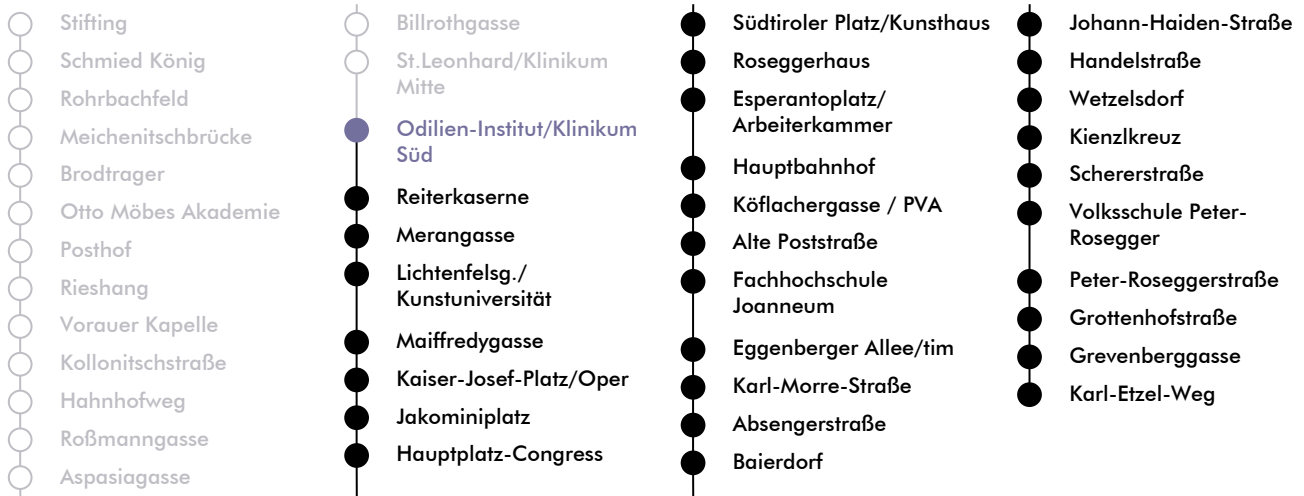 Stifting
Schmied König
Rohrbachfeld
Meichenitschbrücke
Brodtrager
Otto Möbes Akademie
Posthof
Rieshang
Vorauer Kapelle
Kollonitschstraße
Hahnhofweg
Roßmanngasse
Aspasiagasse
Billrothgasse
St.Leonhard/Klinikum
Mitte
Odilien-Institut/Klinikum
Süd
Reiterkaserne
Merangasse
Lichtenfelsg./
Kunstuniversität
Maiffredygasse
Kaiser-Josef-Platz/Oper
Jakominiplatz
Hauptplatz-Congress
Südtiroler Platz/Kunsthaus
Roseggerhaus
Esperantoplatz/
Arbeiterkammer
Hauptbahnhof
Köflachergasse / PVA
Alte Poststraße
Fachhochschule
Joanneum
Eggenberger Allee/tim
Karl-Morre-Straße
Absengerstraße
Baierdorf
Johann-Haiden-Straße
Handelstraße
Wetzelsdorf
Kienzlkreuz
Schererstraße
Volksschule Peter-
Rosegger
Peter-Roseggerstraße
Grottenhofstraße
Grevenberggasse
Karl-Etzel-Weg